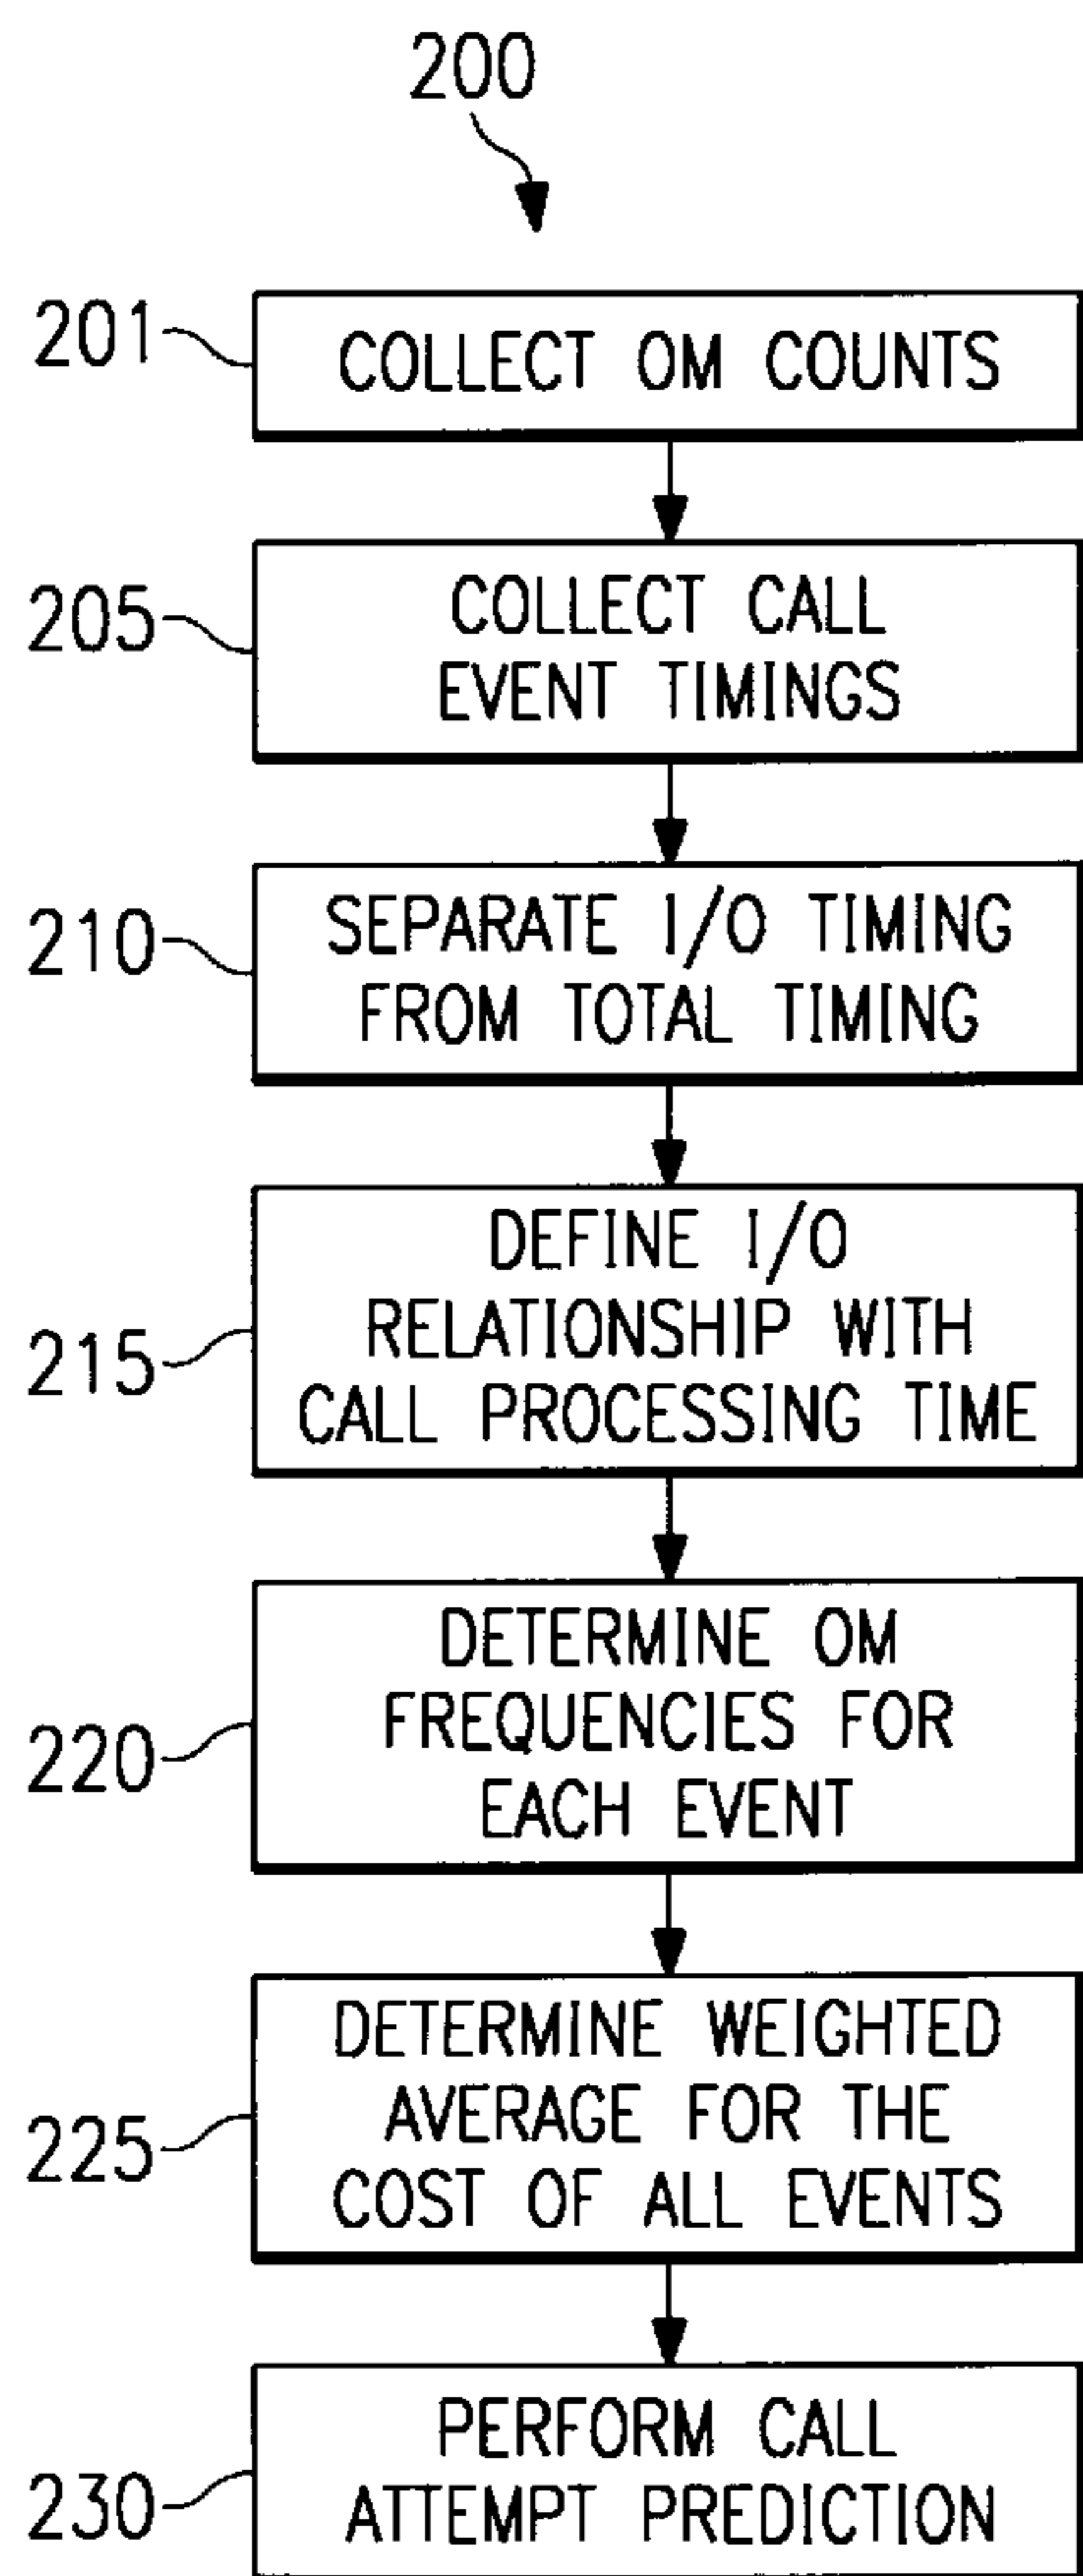 200
201
COLLECT OM COUNTS
205
COLLECT CALL
EVENT TIMINGS
210
SEPARATE I/O TIMING
FROM TOTAL TIMING
215
DEFINE I/O
RELATIONSHIP WITH
CALL PROCESSING TIME
220
DETERMINE OM
FREQUENCIES FOR
EACH EVENT
225
DETERMINE WEIGHTED
AVERAGE FOR THE
COST OF ALL EVENTS
230
PERFORM CALL
ATTEMPT PREDICTION